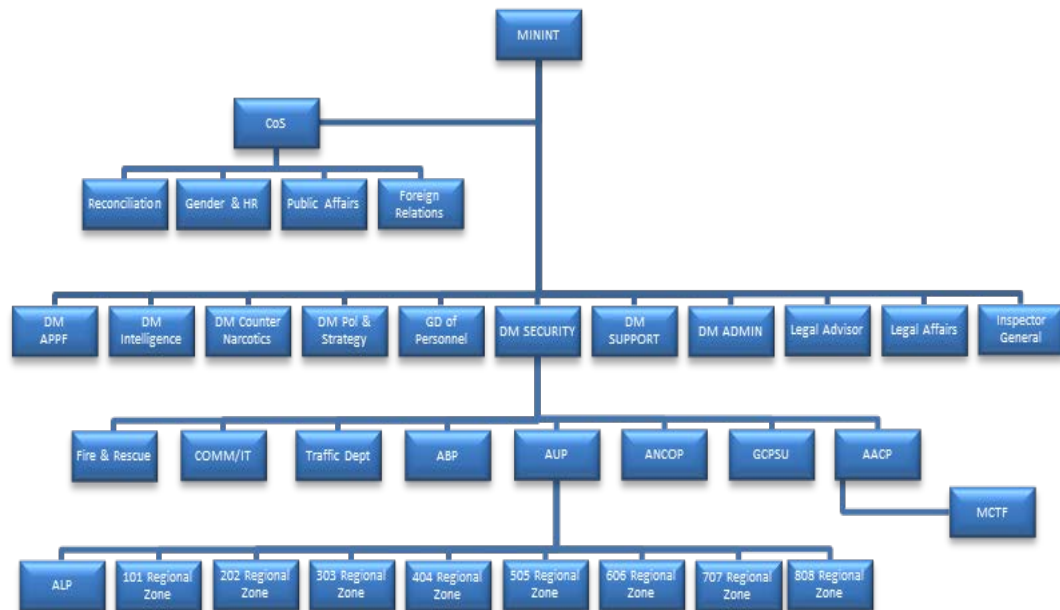 MININT
CoS
Reconciliation
Gender & HR
Public Affairs
Foreign
Relations
DM
APPF
DM
Intelligence
DM Counter
Narcotics
DM Pol &
Strategy
GD of
Personnel
DM SECURITY
DM
SUPPORT
DM ADMIN
Legal Advisor
Legal Affairs
Inspector
General
Fire & Rescue
COMM/IT
Traffic Dept
ABP
AUP
ANCOP
GCPSU
AACP
MCTF
ALP
101 Regional
Zone
202 Regional
Zone
303 Regional
Zone
404 Regional
Zone
505 Regional
Zone
606 Regional
Zone
707 Regional
Zone
808 Regional
Zone